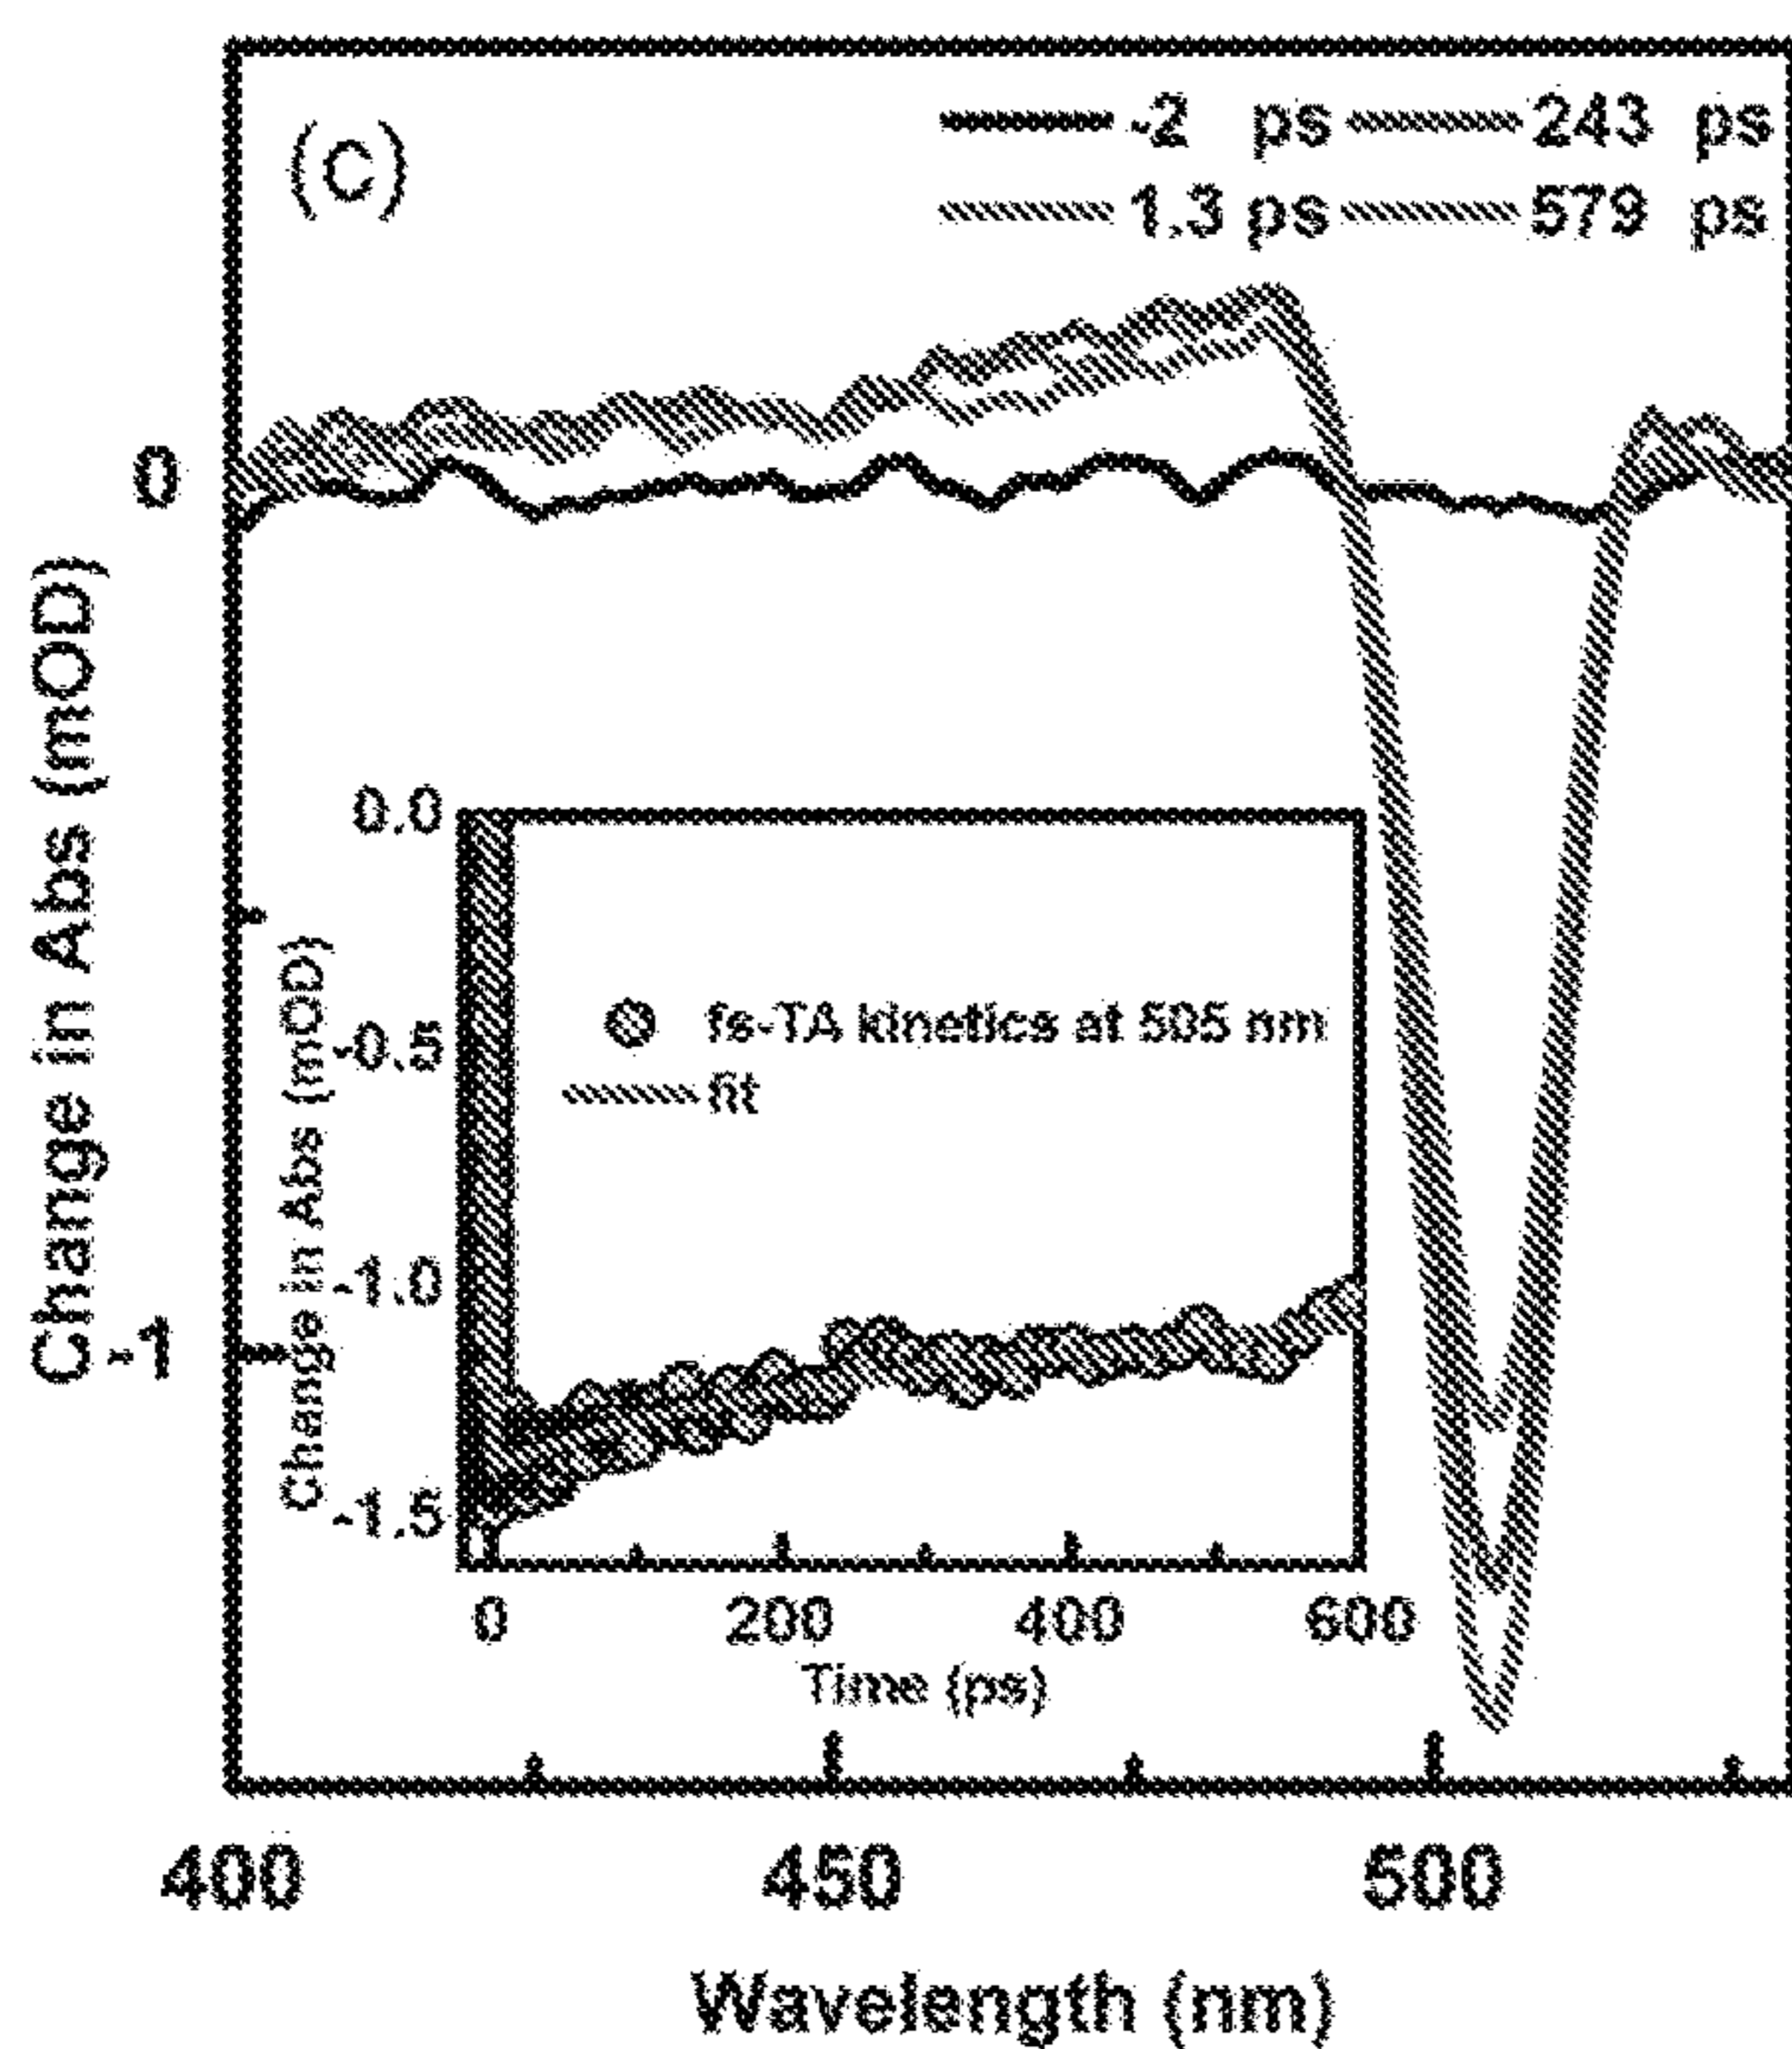 (c)
-2 ps 243 ps
1.3 ps 579 ps
0
-1
Change in Abs (mOD)
0.0
-0.5
-1.0
-1.5
Change in Abs (mOD)
fs-TA kinetics at 505 nm
fit
0 200 400 600
Time (ps)
400 450 500
Wavelength (nm)